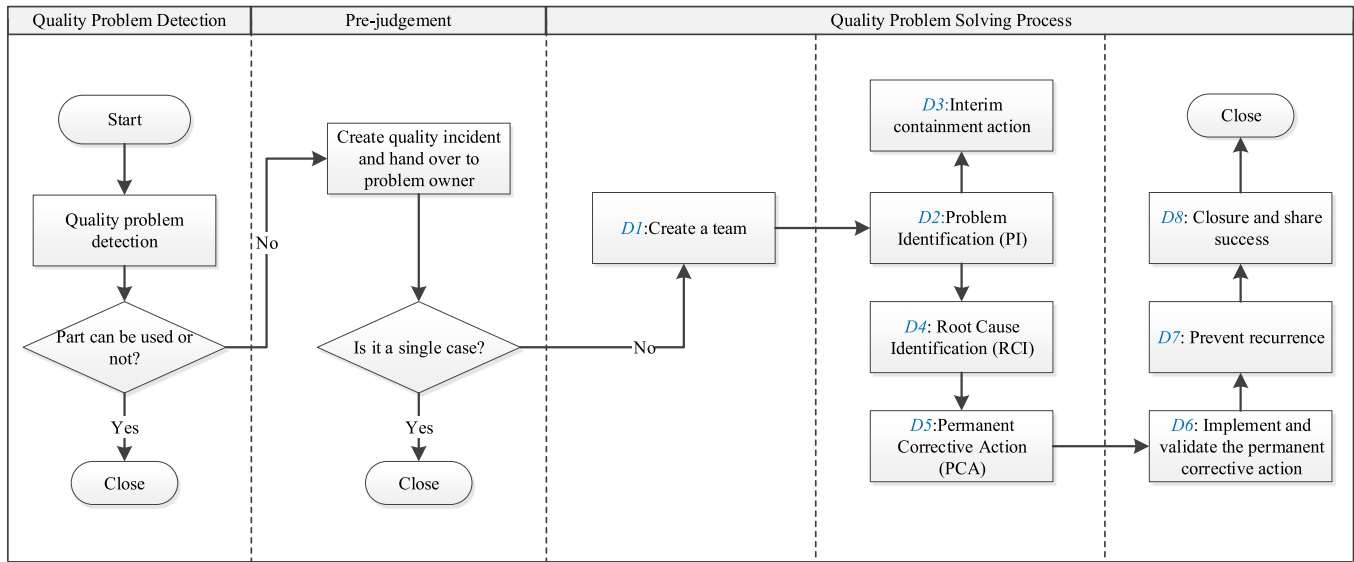 Quality Problem Detection
Pre-judgement
Quality Problem Solving Process
Start
Quality problem
detection
Part can be used or
not?
Yes
Close
No
Create quality incident
and hand over to
problem owner
Is it a single case?
Yes
Close
No
D1:Create a team
D3:Interim
containment action
D2:Problem
Identification (PI)
D4: Root Cause
Identification (RCI)
D5:Permanent
Corrective Action
(PCA)
Close
D8: Closure and share
success
D7: Prevent recurrence
D6: Implement and
validate the permanent
corrective action